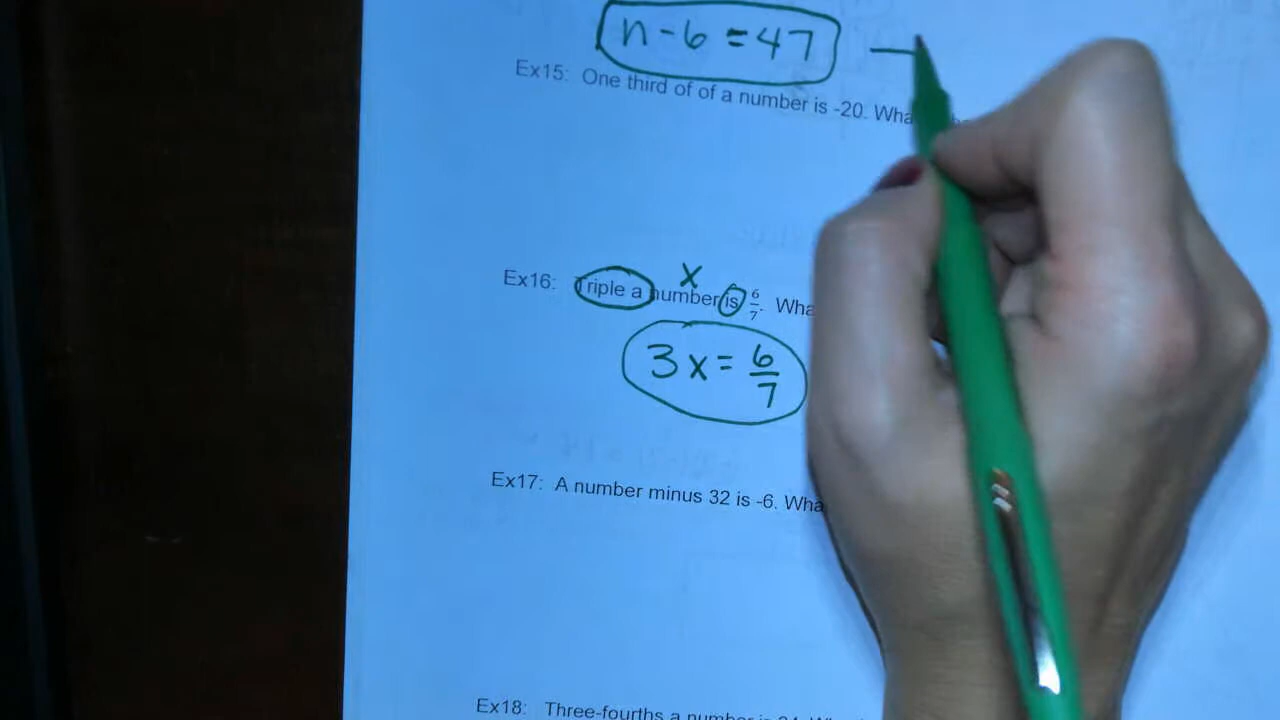 n - 6 = 47 —
Ex15: One third of of a number is -20. Wha
x
Ex16: Triple a number is 6/7. Wha
3x = 6/7
Ex17: A number minus 32 is -6. Wha
Ex18: Three-fourths a number is